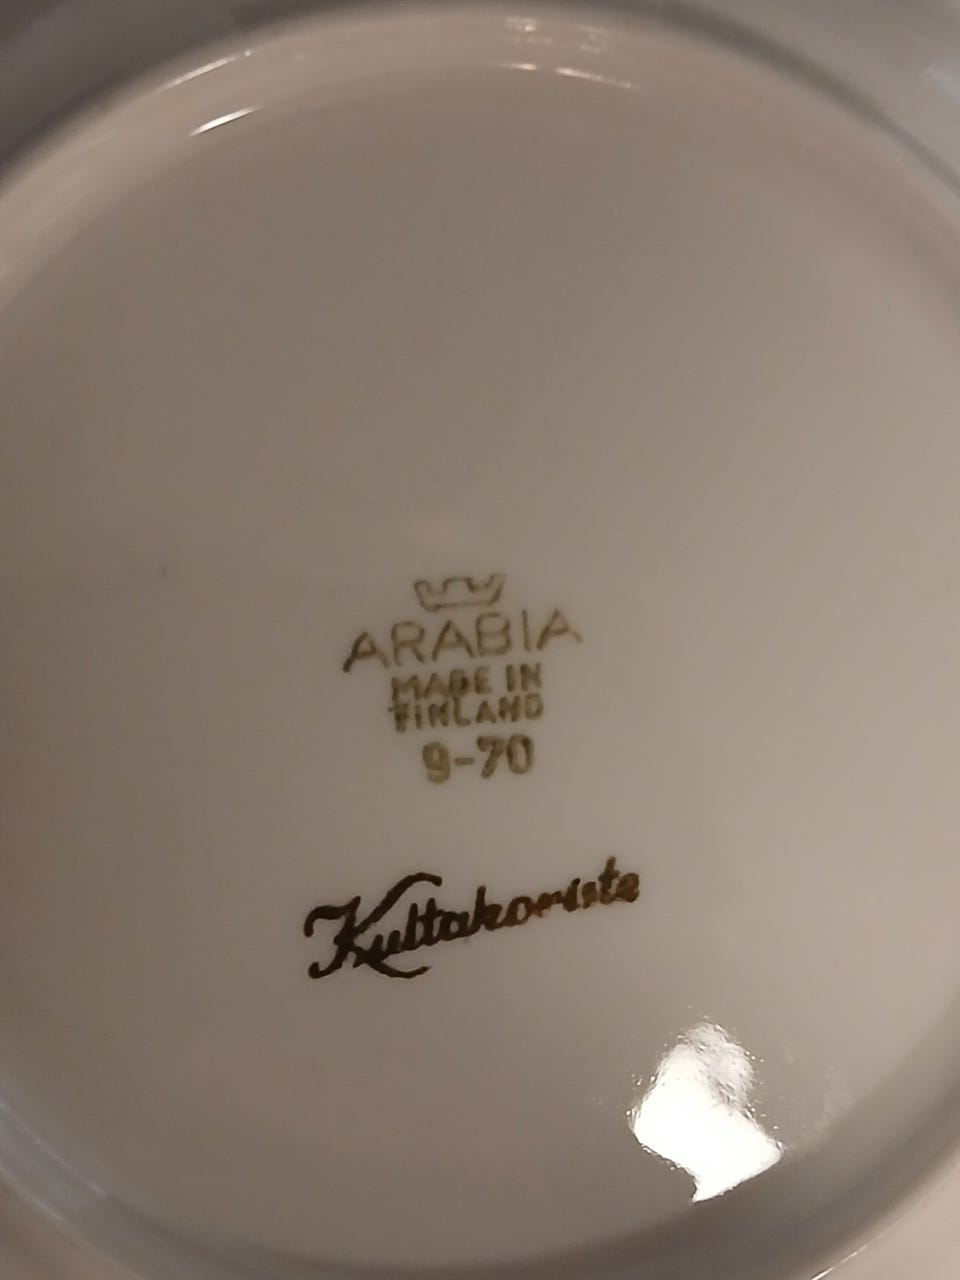 ARABIA
MADE IN
FINLAND
9-70
Kultakoriste